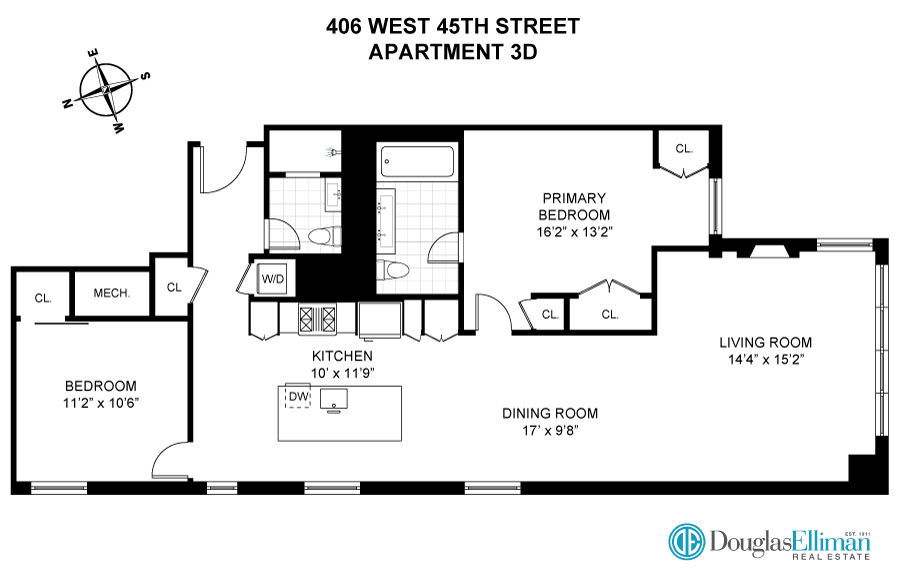 406 WEST 45TH STREET
APARTMENT 3D
E
S
N
W
CL.
PRIMARY
BEDROOM
16'2" x 13'2"
W/D
CL.
MECH.
CL
CL.
CL.
KITCHEN
10' x 11'9"
LIVING ROOM
14'4" x 15'2"
BEDROOM
11'2" x 10'6"
DW
DINING ROOM
17' x 9'8"
DE
DouglasElliman
EST. 1911
REAL ESTATE